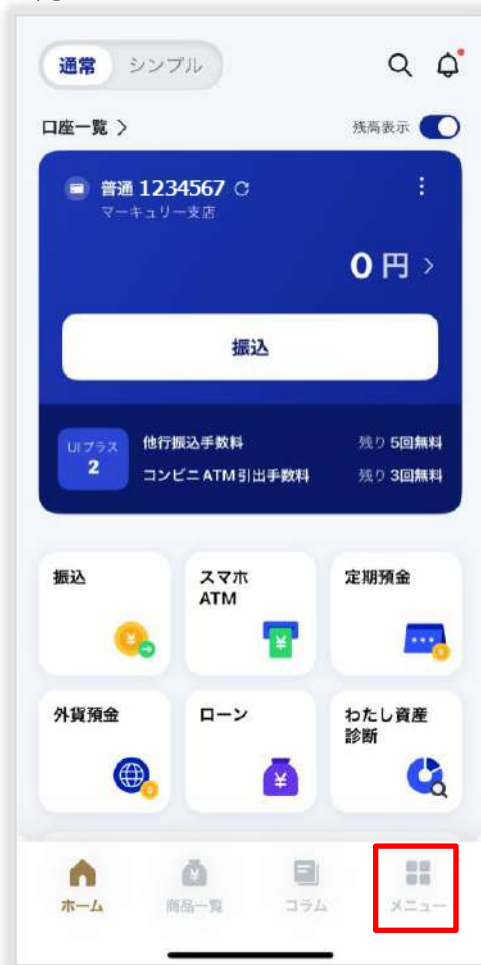 通常 シンプル
口座一覧 >
残高表示
普通 1234567
マーキュリー支店
0 円 >
振込
UIプラス
2
他行振込手数料 残り 5回無料
コンビニATM引出手数料 残り 3回無料
振込
スマホ
ATM
定期預金
外貨預金
ローン
わたし資産
診断
ホーム
商品一覧
コラム
メニュー